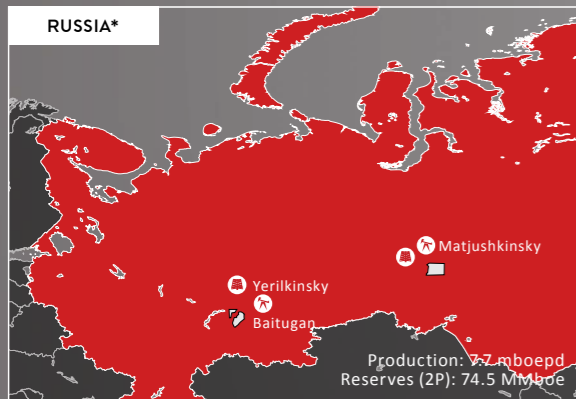 RUSSIA*
Matjushkinsky
Yerilkinsky
Baitugan
Production: 7.7 mboepd
Reserves (2P): 74.5 MMboe